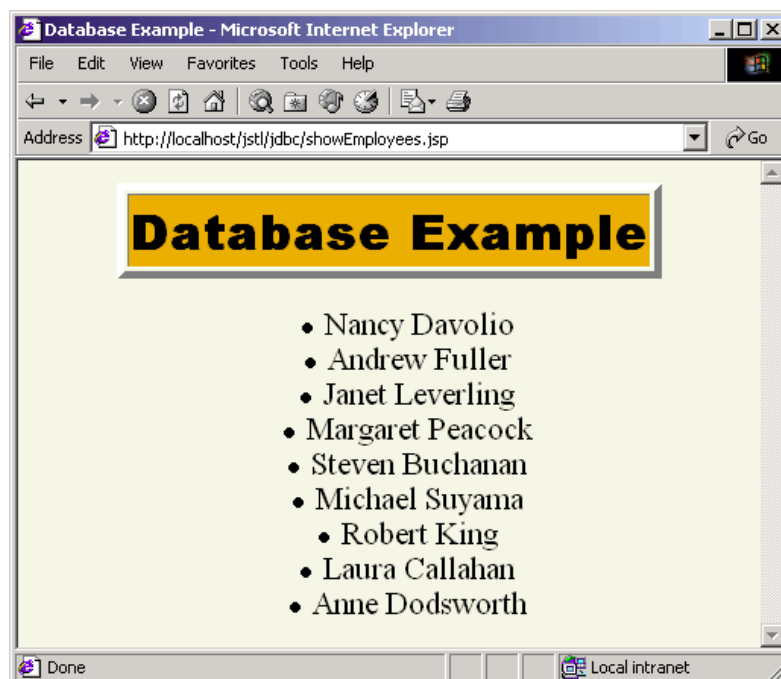 Database Example - Microsoft Internet Explorer
File Edit View Favorites Tools Help
Address http://localhost/jstl/jdbc/showEmployees.jsp Go
Database Example
• Nancy Davolio
• Andrew Fuller
• Janet Leverling
• Margaret Peacock
• Steven Buchanan
• Michael Suyama
• Robert King
• Laura Callahan
• Anne Dodsworth
Done Local intranet